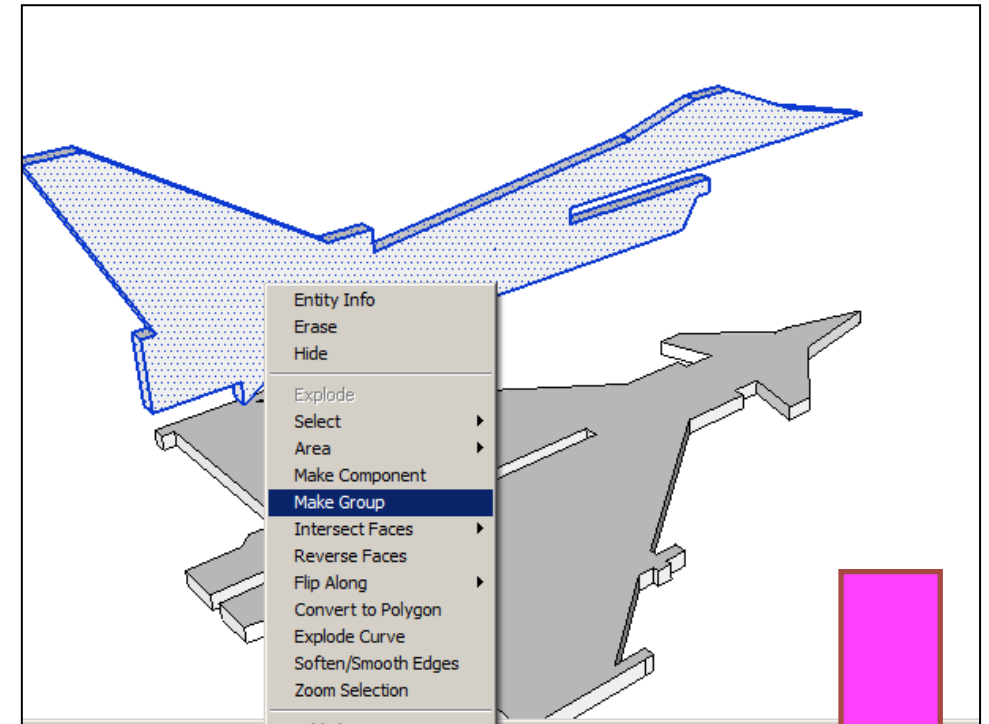 Entity Info
Erase
Hide
Explode
Select
Area
Make Component
Make Group
Intersect Faces
Reverse Faces
Flip Along
Convert to Polygon
Explode Curve
Soften/Smooth Edges
Zoom Selection